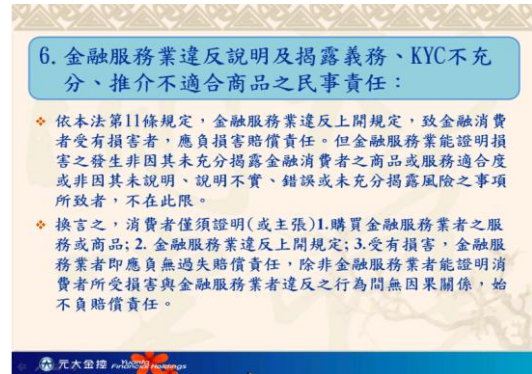 6. 金融服務業違反說明及揭露義務、KYC不充
分、推介不適合商品之民事責任：
依本法第11條規定，金融服務業違反上開規定，致金融消費
者受有損害者，應負損害賠償責任。但金融服務業能證明損
害之發生非因其未充分揭露金融消費者之商品或服務適合度
或非因其未說明、說明不實、錯誤或未充分揭露風險之事項
所致者，不在此限。
換言之，消費者僅須證明(或主張)1.購買金融服務業者之服
務或商品; 2. 金融服務業違反上開規定; 3.受有損害，金融服
務業者即應負無過失賠償責任，除非金融服務業者能證明消
費者所受損害與金融服務業者違反之行為間無因果關係，始
不負賠償責任。
元大金控 Yuanta Financial Holdings